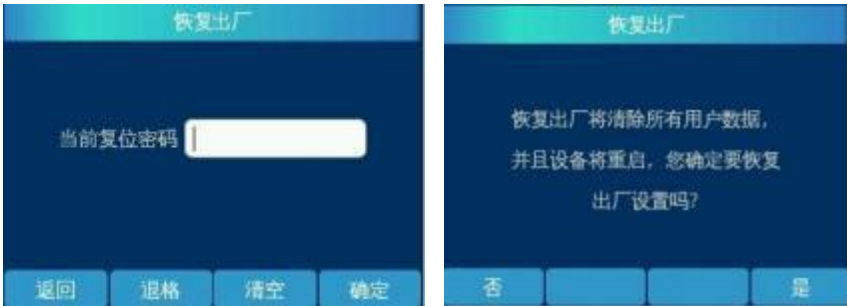 恢复出厂
当前复位密码
返回 退格 清空 确定
恢复出厂
恢复出厂将清除所有用户数据，
并且设备将重启，您确定要恢复
出厂设置吗?
否 是